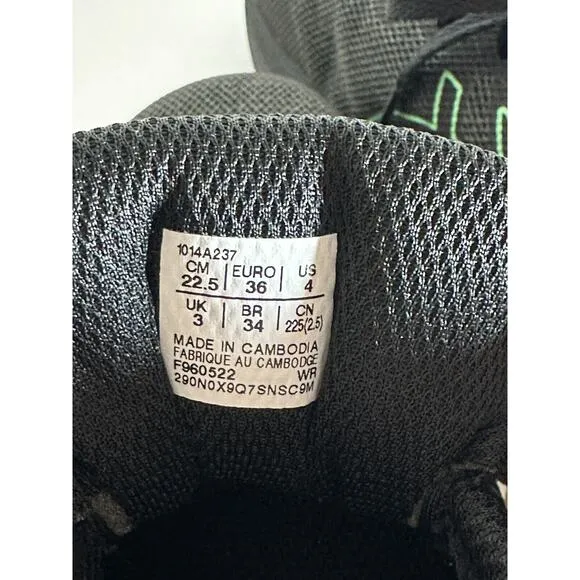 1014A237
CM EURO US
22.5 36 4
UK BR CN
3 34 225(2.5)
MADE IN CAMBODIA
FABRIQUE AU CAMBODGE
F960522 WR
290N0X9Q7SNSC9M